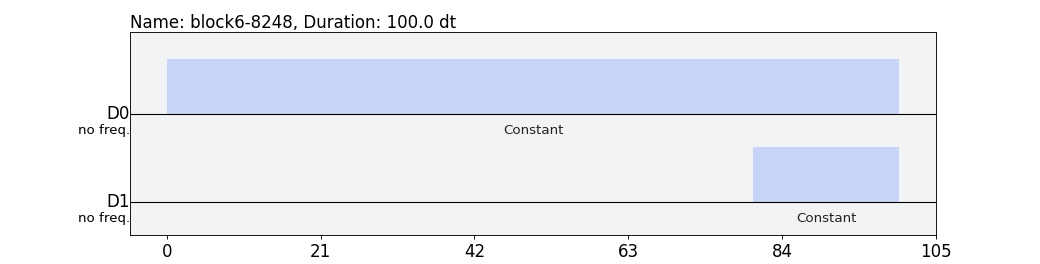 Name: block6-8248, Duration: 100.0 dt
D0
no freq.
Constant
D1
no freq.
Constant
0 21 42 63 84 105